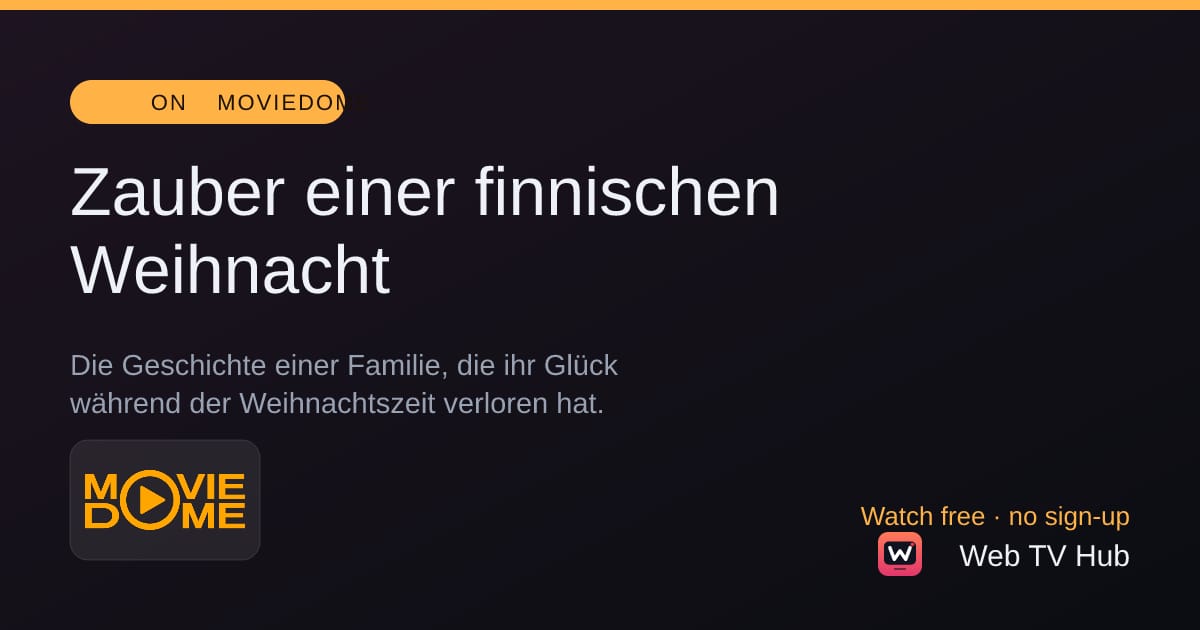 ON MOVIEDOME
Zauber einer finnischen
Weihnacht
Die Geschichte einer Familie, die ihr Glück
während der Weihnachtszeit verloren hat.
MOVIE
DOME
Watch free · no sign-up
W
Web TV Hub